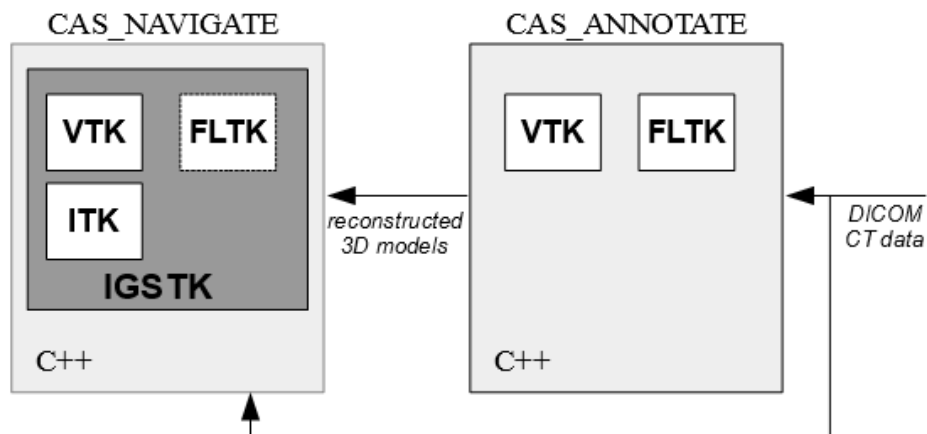 CAS_NAVIGATE
CAS_ANNOTATE
VTK
FLTK
ITK
IGSTK
C++
reconstructed
3D models
VTK
FLTK
C++
DICOM
CT data